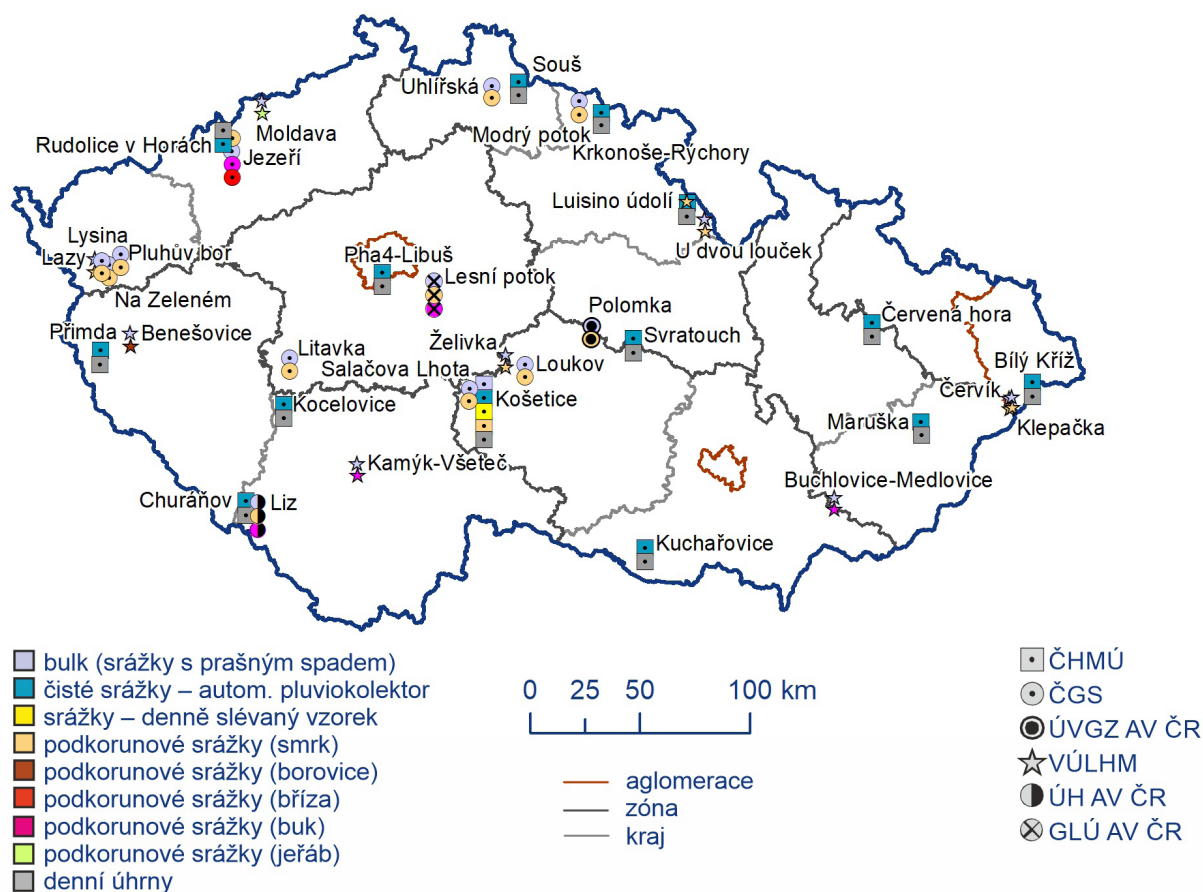 Souš
Uhlířská
Moldava
Modrý potok
Rudolice v Horách
Jezeří
Krkonoše-Rýchory
Luisino údolí
Lysina
U dvou louček
Pluhův bor
Lazy
Pha4-Libuš
Lesní potok
Na Zeleném
Polomka
Červená hora
Přimda
Benešovice
Svratouch
Želivka
Litavka
Salačova Lhota
Loukov
Bílý Kříž
Červík
Kocelovice
Košetice
Maruška
Klepačka
Kamýk-Všeteč
Buchlovice-Medlovice
Churáňov
Liz
Kuchařovice
bulk (srážky s prašným spadem)
čisté srážky – autom. pluviokolektor
srážky – denně slévaný vzorek
podkorunové srážky (smrk)
podkorunové srážky (borovice)
podkorunové srážky (bříza)
podkorunové srážky (buk)
podkorunové srážky (jeřáb)
denní úhrny
0 25 50 100 km
aglomerace
zóna
kraj
ČHMÚ
ČGS
ÚVGZ AV ČR
VÚLHM
ÚH AV ČR
GLÚ AV ČR